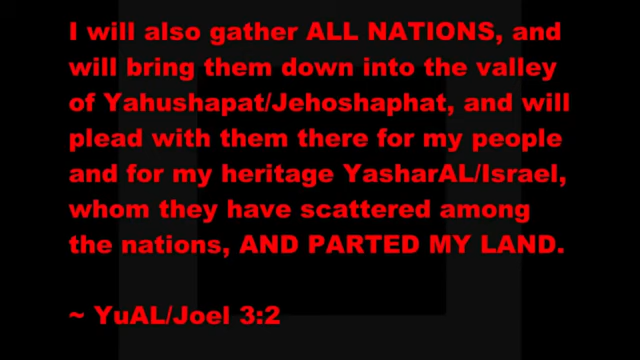 I will also gather ALL NATIONS, and
will bring them down into the valley
of Yahushapat/Jehoshaphat, and will
plead with them there for my people
and for my heritage YasharAL/Israel,
whom they have scattered among
the nations, AND PARTED MY LAND.
~ YuAL/Joel 3:2